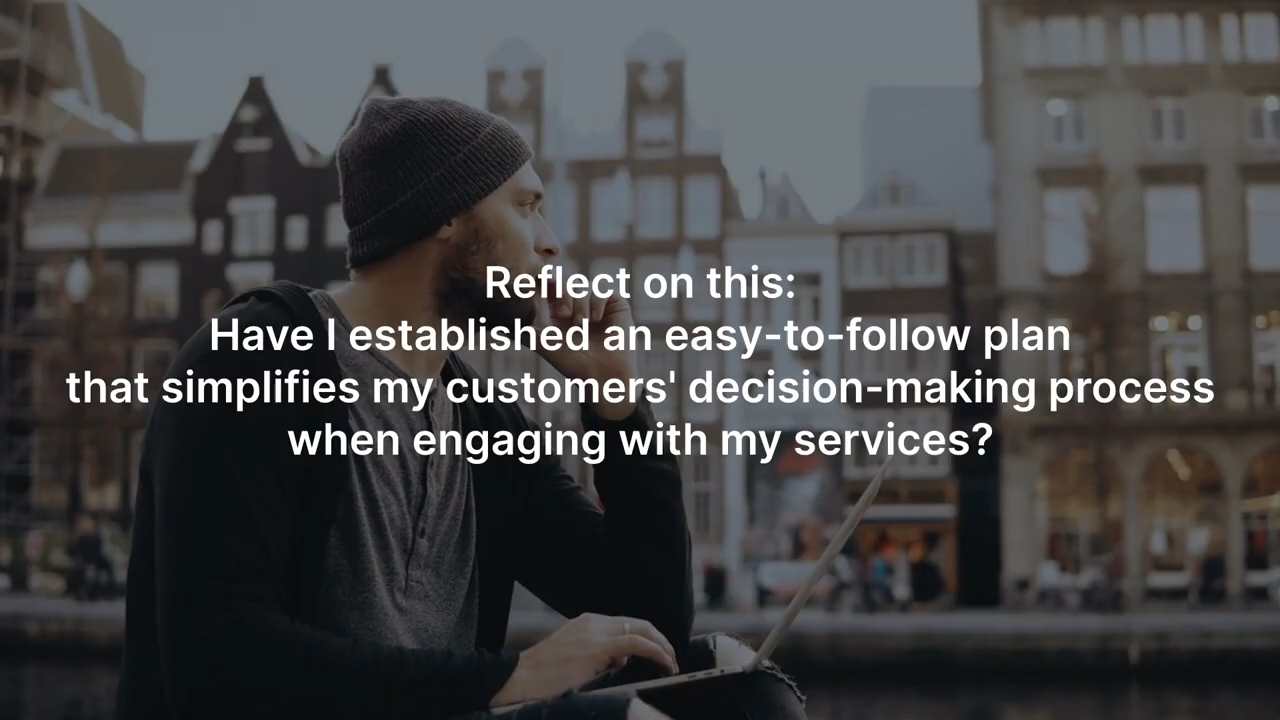 Reflect on this:
Have I established an easy-to-follow plan
that simplifies my customers' decision-making process
when engaging with my services?